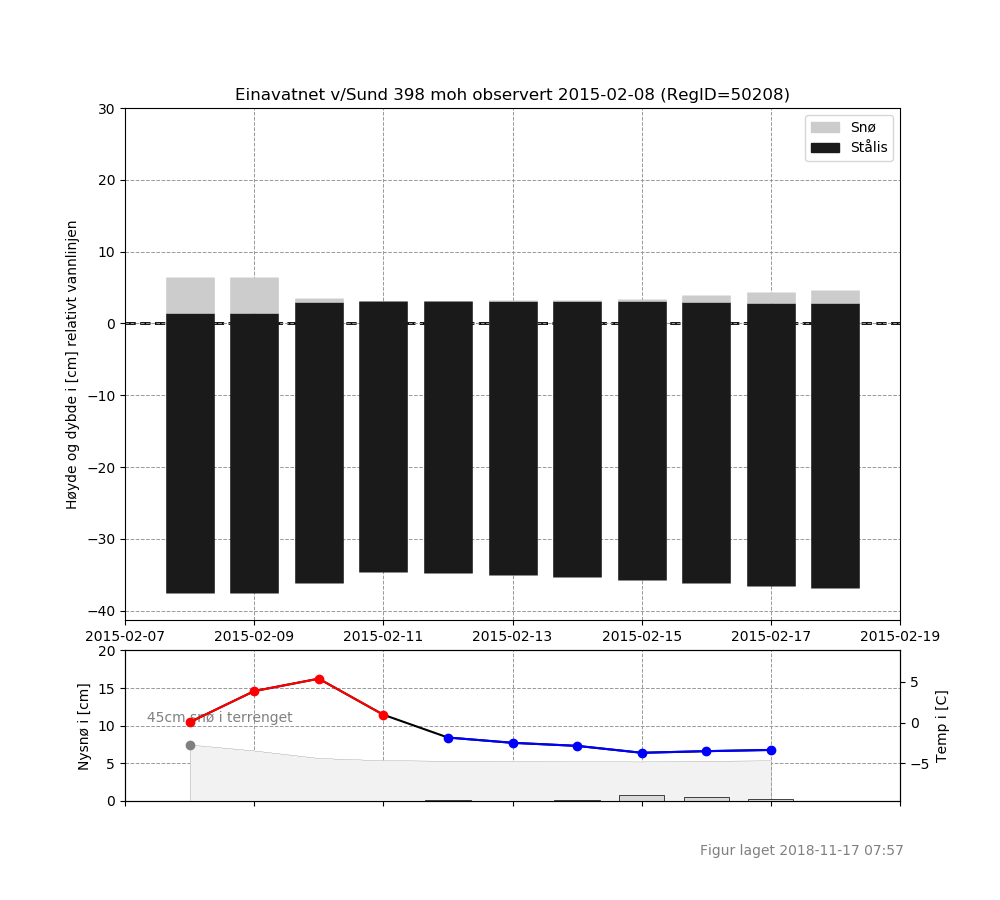 Einavatnet v/Sund 398 moh observert 2015-02-08 (RegID=50208)
Snø
Stålis
Høyde og dybde i [cm] relativt vannlinjen
30
20
10
0
−10
−20
−30
−40
2015-02-07 2015-02-09 2015-02-11 2015-02-13 2015-02-15 2015-02-17 2015-02-19
Nysnø i [cm]
20
15
10
5
0
45cm snø i terrenget
5
0
−5
Temp i [C]
Figur laget 2018-11-17 07:57